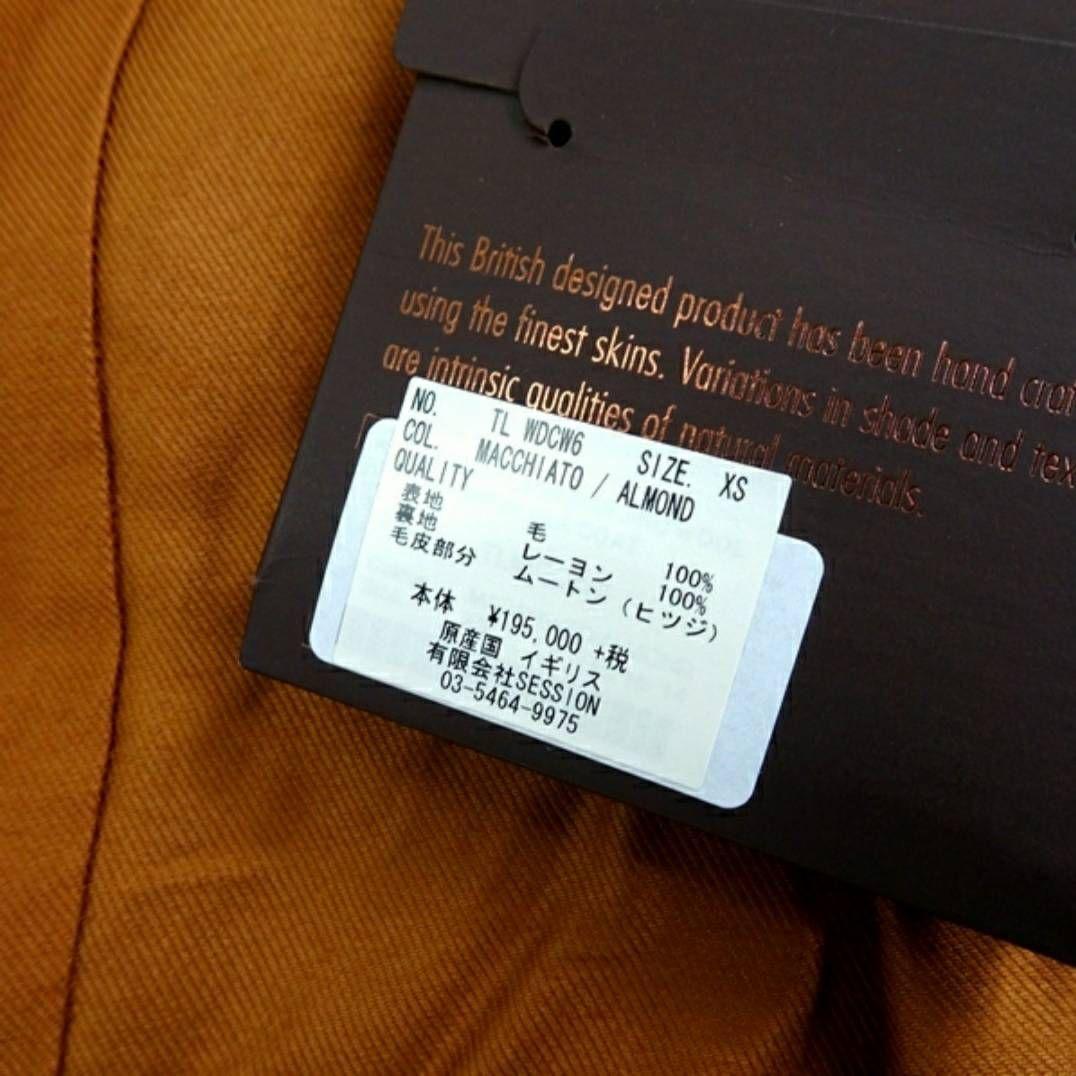 This British designed product has been hand
using the finest skins. Variations in shade and
are intrinsic qualities of natural materials.
NO. TL WDCW6 SIZE. XS
COL. MACCHIATO / ALMOND
QUALITY
表地 毛 100%
裏地 レーヨン 100%
毛皮部分 ムートン (ヒツジ)
本体 ¥195,000 +税
原産国 イギリス
有限会社SESSION
03-5464-9975